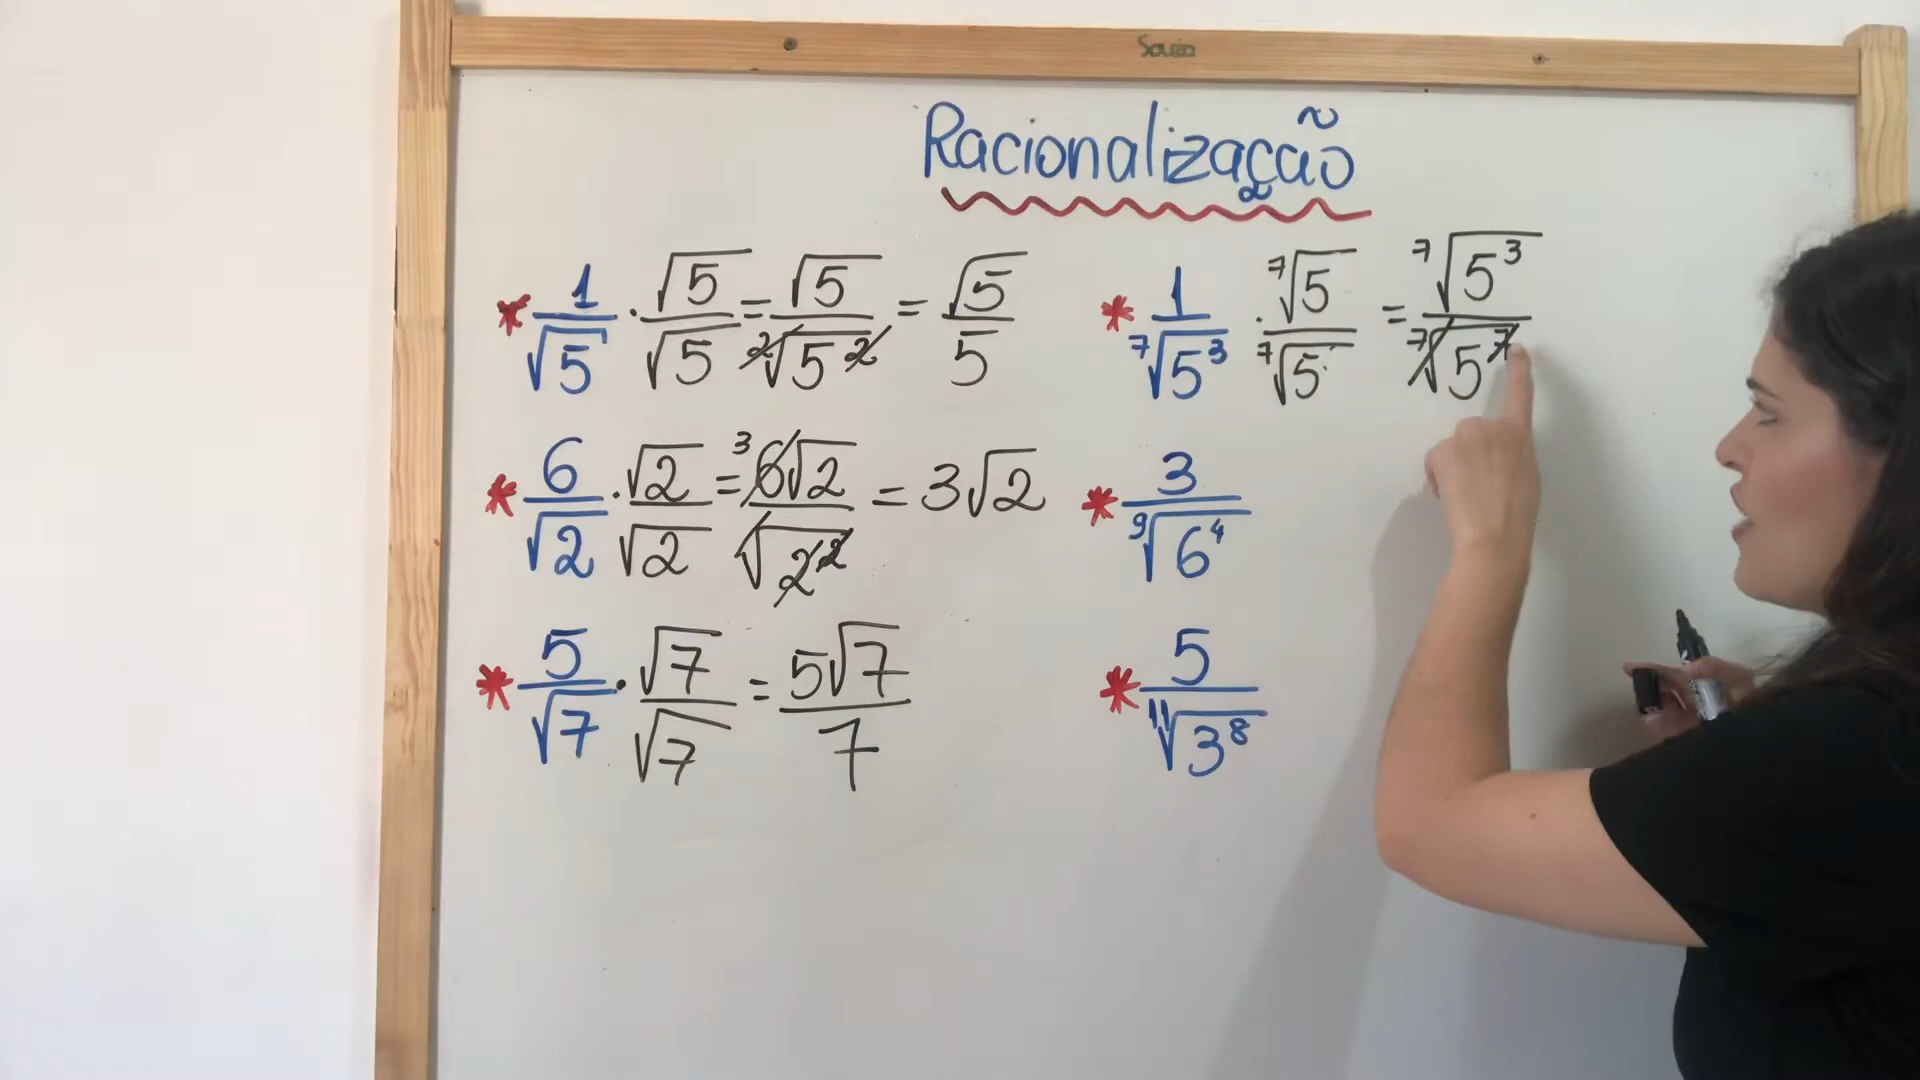 Souza
Racionalização
* 1/√5 · √5/√5 = √5/²√5² = √5/5
* 6/√2 · √2/√2 = ³6√2/√2² = 3√2
* 5/√7 · √7/√7 = 5√7/7
* 1/⁷√5³ · ⁷√5/⁷√5 = ⁷√5³/⁷√5⁷
* 3/⁹√6⁴
* 5/¹¹√3⁸